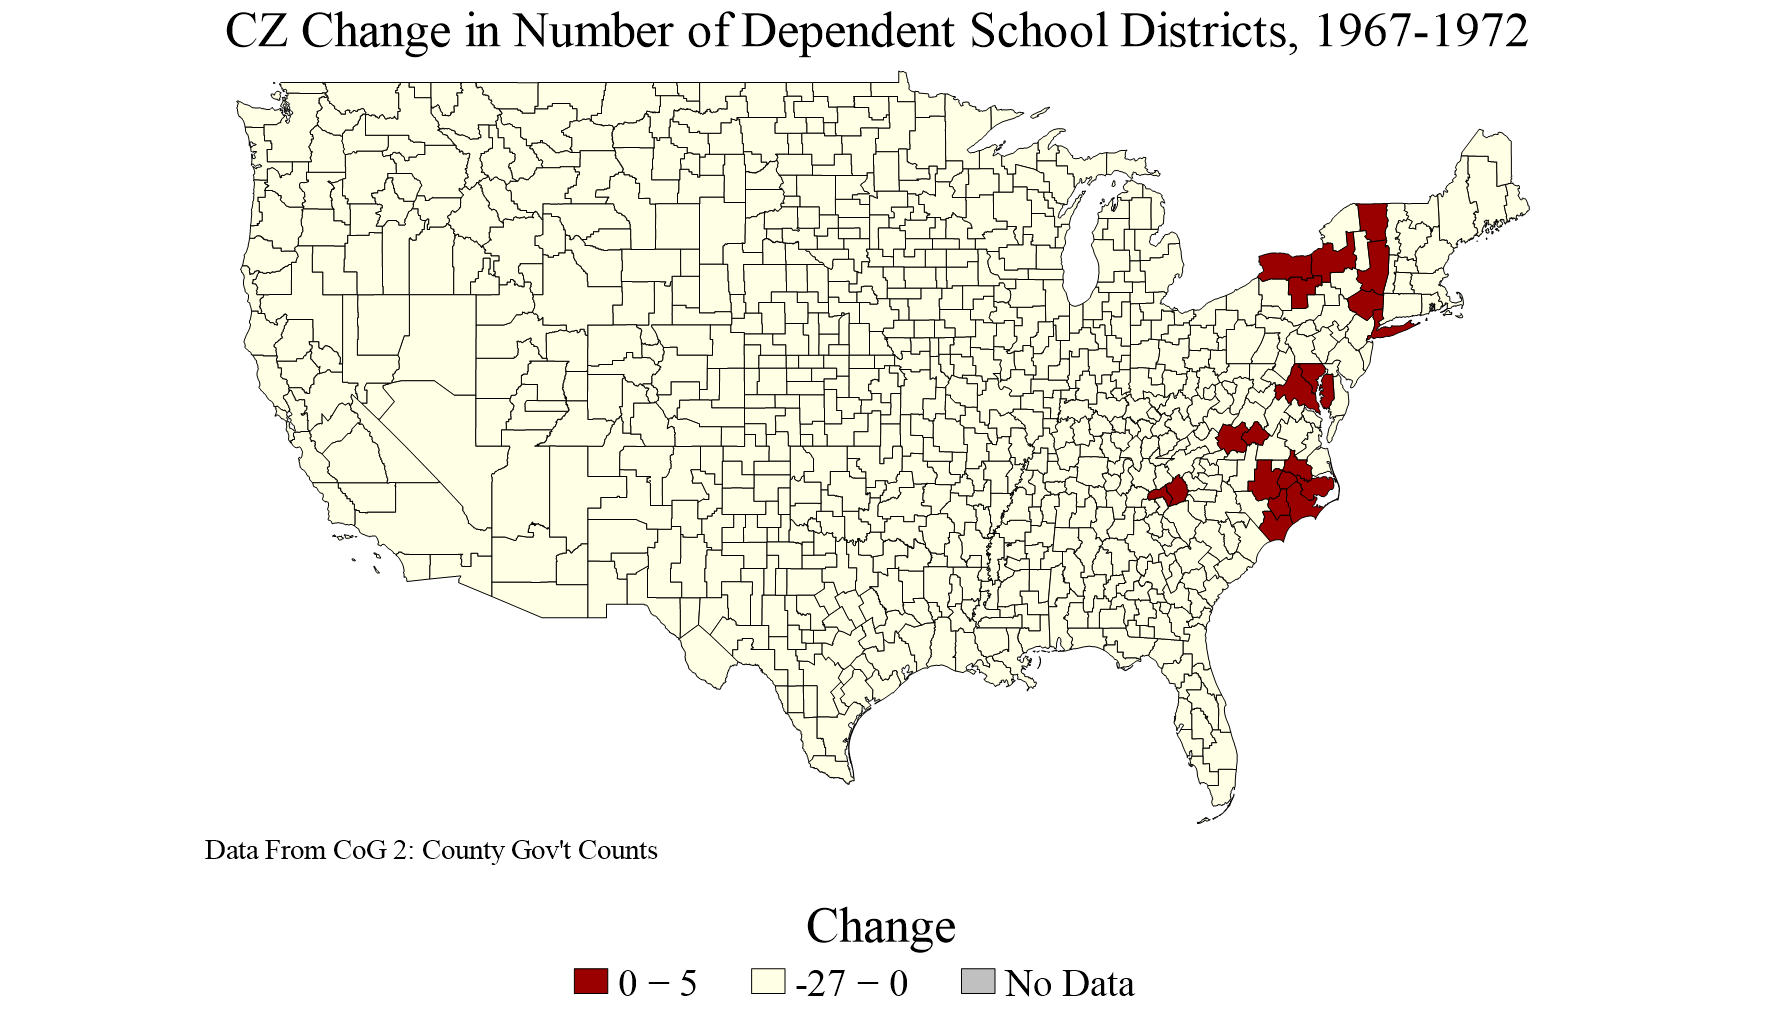 CZ Change in Number of Dependent School Districts, 1967-1972
Data From CoG 2: County Gov't Counts
Change
0 − 5
-27 − 0
No Data